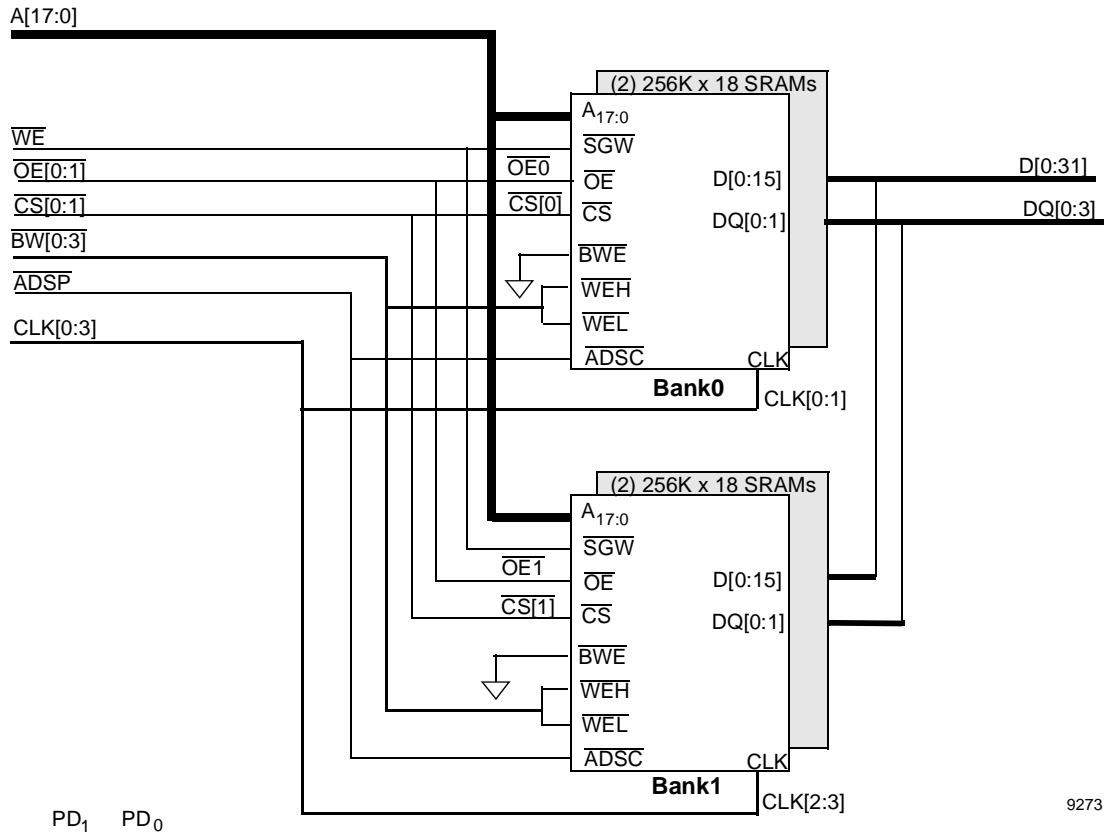 A[17:0]
(2) 256K x 18 SRAMs
A17:0
WE
SGW
OE[0:1]
OE0
OE
D[0:15]
D[0:31]
CS[0:1]
CS[0]
CS
DQ[0:1]
DQ[0:3]
BW[0:3]
BWE
ADSP
WEH
CLK[0:3]
WEL
ADSC
CLK
Bank0
CLK[0:1]
(2) 256K x 18 SRAMs
A17:0
SGW
OE1
OE
D[0:15]
CS[1]
CS
DQ[0:1]
BWE
WEH
WEL
ADSC
CLK
Bank1
CLK[2:3]
9273
PD1 PD0